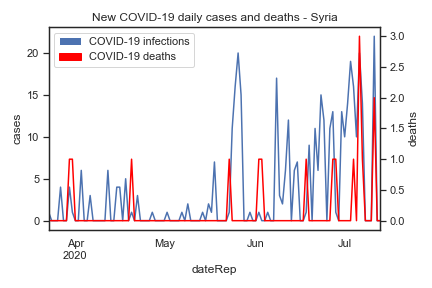 New COVID-19 daily cases and deaths - Syria
COVID-19 infections
COVID-19 deaths
20
15
10
5
0
cases
3.0
2.5
2.0
1.5
1.0
0.5
0.0
deaths
Apr
2020
May
Jun
Jul
dateRep